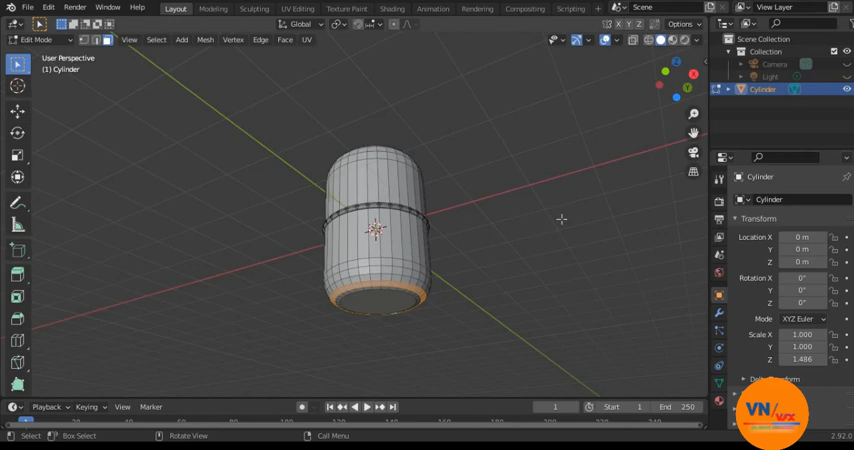 File Edit Render Window Help Layout Modeling Sculpting UV Editing Texture Paint Shading Animation Rendering Compositing Scripting + Scene View Layer
Global X Y Z Options
Edit Mode View Select Add Mesh Vertex Edge Face UV
User Perspective
(1) Cylinder
Z
X
Y
Scene Collection
Collection
Camera
Light
Cylinder
Cylinder
Cylinder
Transform
Location X 0 m
Y 0 m
Z 0 m
Rotation X 0°
Y 0°
Z 0°
Mode XYZ Euler
Scale X 1.000
Y 1.000
Z 1.486
Delta Transform
VN/VFX
Playback Keying View Marker 1 Start 1 End 250
Select Box Select Rotate View Call Menu 2.92.0